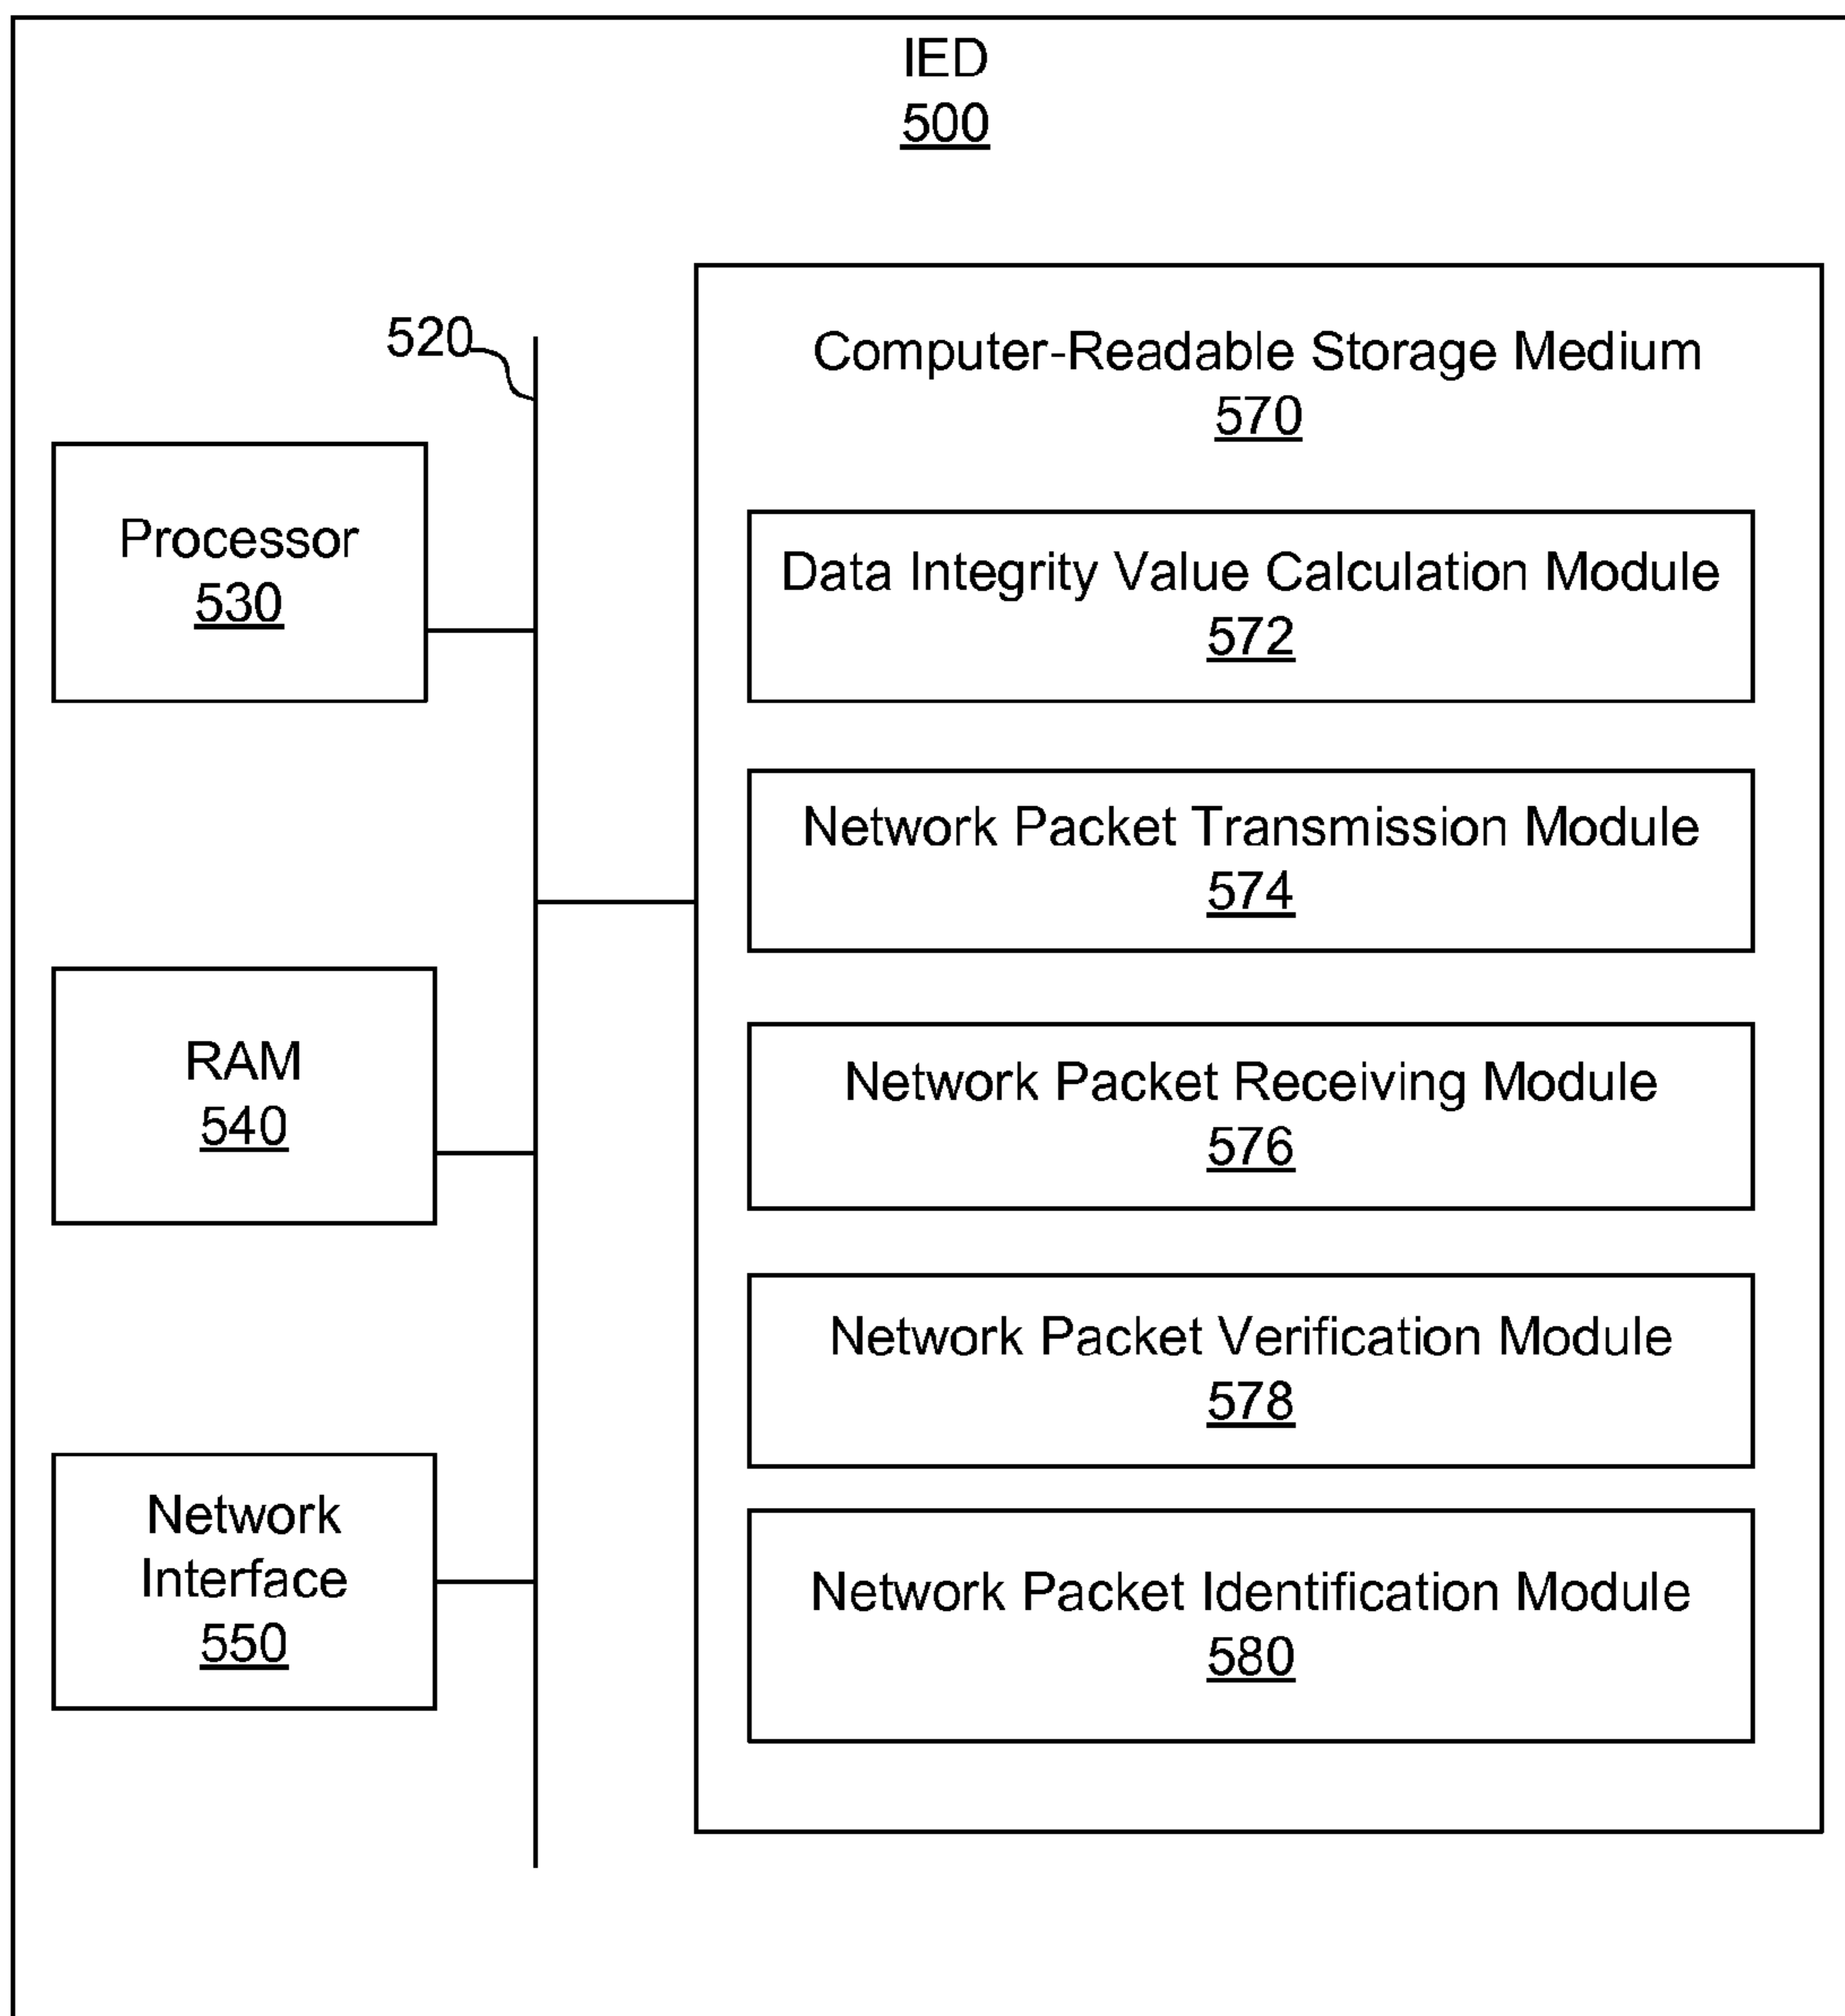 IED
500
520
Processor
530
RAM
540
Network
Interface
550
Computer-Readable Storage Medium
570
Data Integrity Value Calculation Module
572
Network Packet Transmission Module
574
Network Packet Receiving Module
576
Network Packet Verification Module
578
Network Packet Identification Module
580